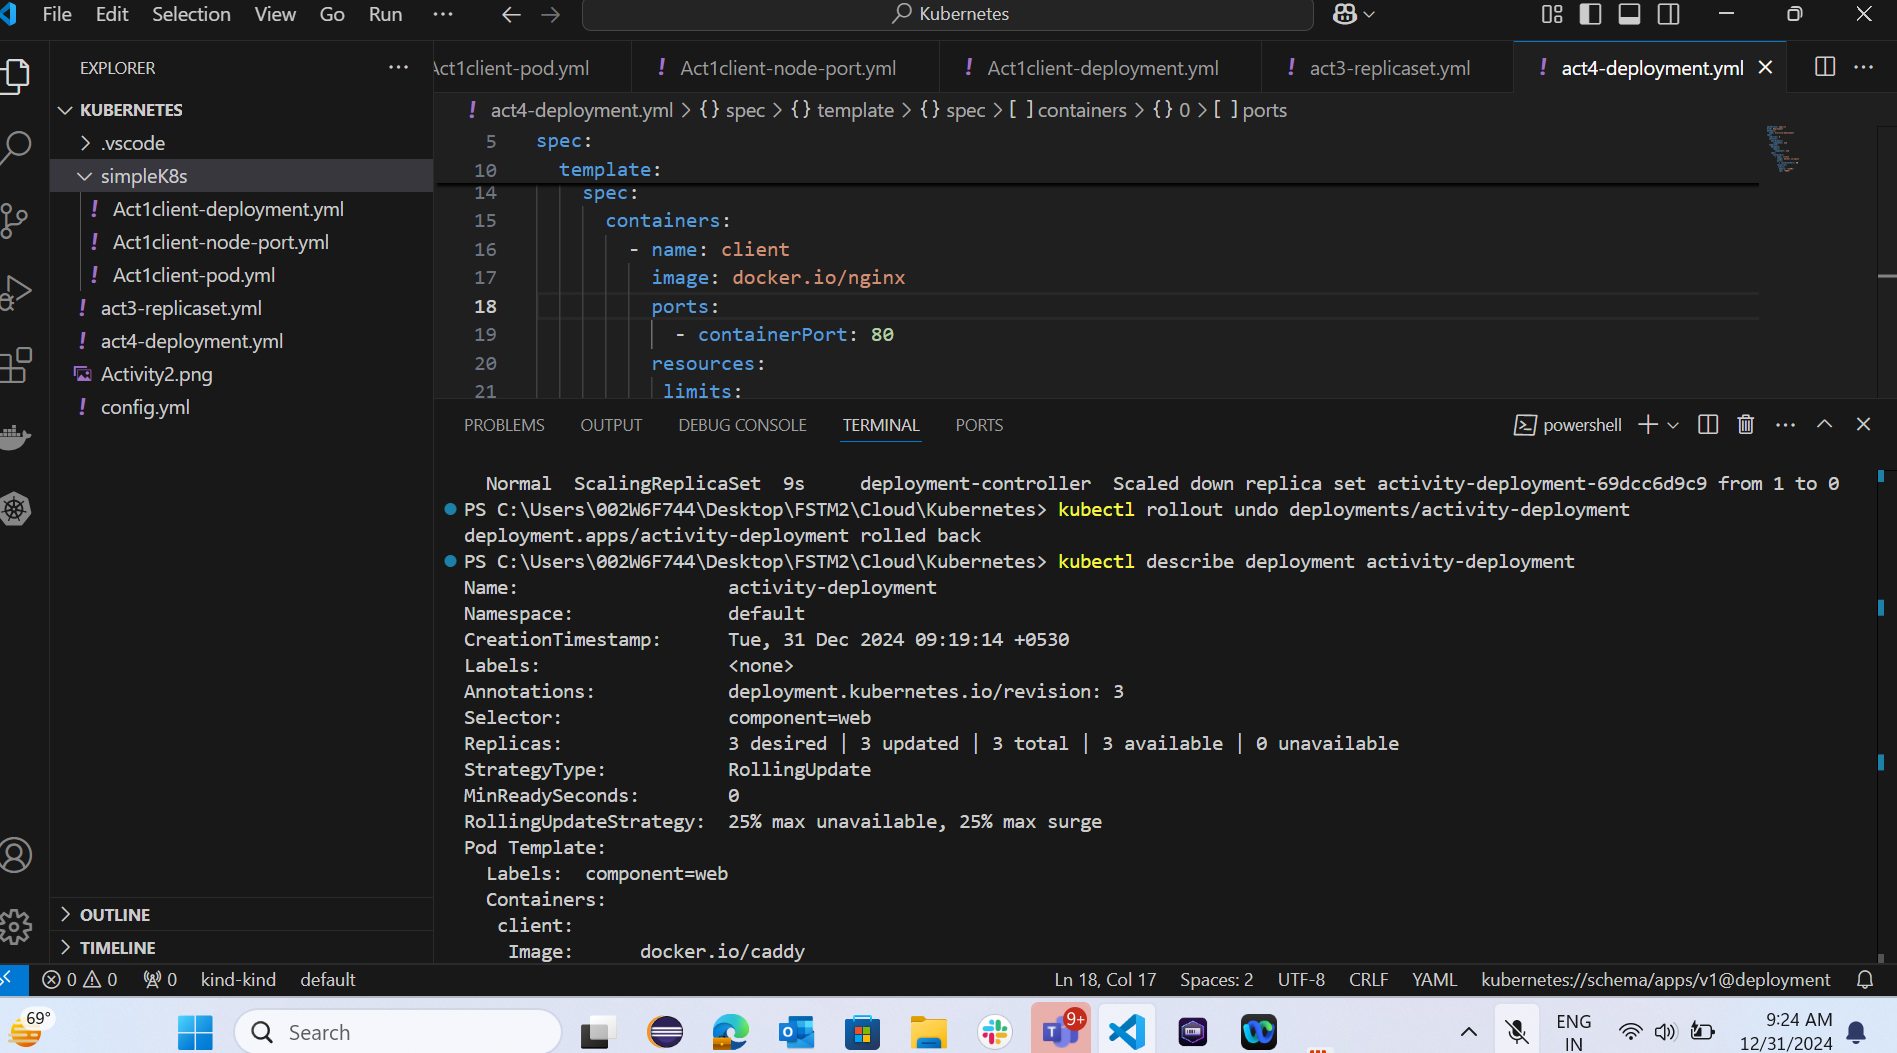 File Edit Selection View Go Run ... Kubernetes
EXPLORER ...
KUBERNETES
.vscode
simpleK8s
! Act1client-deployment.yml
! Act1client-node-port.yml
! Act1client-pod.yml
! act3-replicaset.yml
! act4-deployment.yml
Activity2.png
! config.yml
OUTLINE
TIMELINE
Act1client-pod.yml ! Act1client-node-port.yml ! Act1client-deployment.yml ! act3-replicaset.yml ! act4-deployment.yml
! act4-deployment.yml > {} spec > {} template > {} spec > [ ] containers > {} 0 > [ ] ports
5 spec:
10 template:
14 spec:
15 containers:
16 - name: client
17 image: docker.io/nginx
18 ports:
19 - containerPort: 80
20 resources:
21 limits:
PROBLEMS OUTPUT DEBUG CONSOLE TERMINAL PORTS powershell
Normal ScalingReplicaSet 9s deployment-controller Scaled down replica set activity-deployment-69dcc6d9c9 from 1 to 0
PS C:\Users\002W6F744\Desktop\FSTM2\Cloud\Kubernetes> kubectl rollout undo deployments/activity-deployment
deployment.apps/activity-deployment rolled back
PS C:\Users\002W6F744\Desktop\FSTM2\Cloud\Kubernetes> kubectl describe deployment activity-deployment
Name: activity-deployment
Namespace: default
CreationTimestamp: Tue, 31 Dec 2024 09:19:14 +0530
Labels: <none>
Annotations: deployment.kubernetes.io/revision: 3
Selector: component=web
Replicas: 3 desired | 3 updated | 3 total | 3 available | 0 unavailable
StrategyType: RollingUpdate
MinReadySeconds: 0
RollingUpdateStrategy: 25% max unavailable, 25% max surge
Pod Template:
Labels: component=web
Containers:
client:
Image: docker.io/caddy
0 0 0 kind-kind default Ln 18, Col 17 Spaces: 2 UTF-8 CRLF YAML kubernetes://schema/apps/v1@deployment
69° Search 9+ ENG IN 9:24 AM 12/31/2024